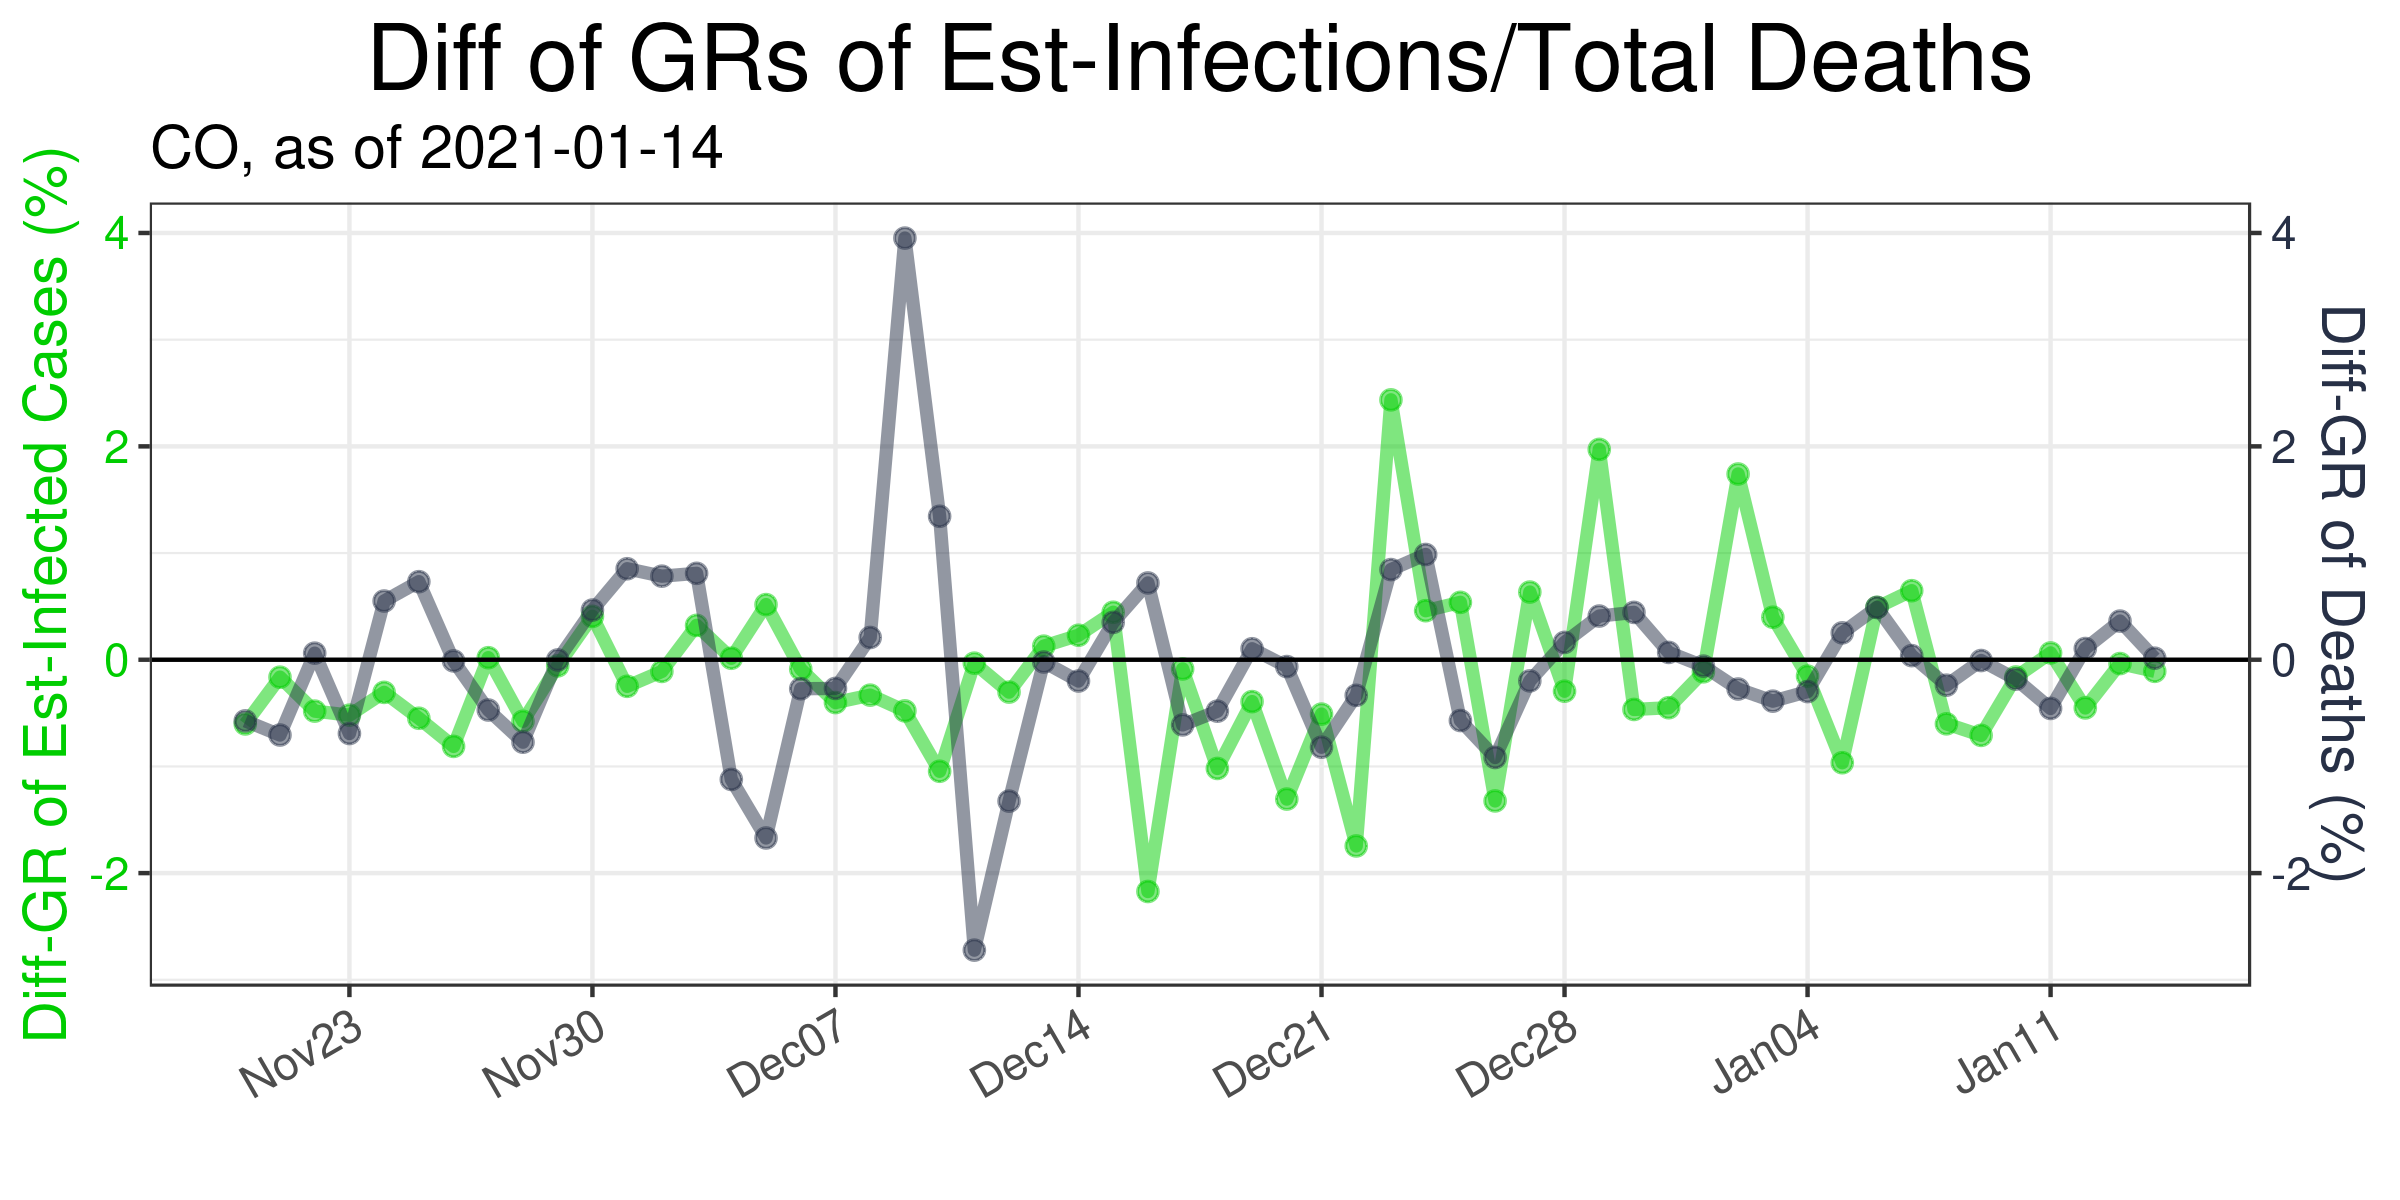 Diff of GRs of Est-Infections/Total Deaths
CO, as of 2021-01-14
Diff-GR of Est-Infected Cases (%)
4
2
0
-2
4
2
0
-2
Diff-GR of Deaths (%)
Nov23
Nov30
Dec07
Dec14
Dec21
Dec28
Jan04
Jan11